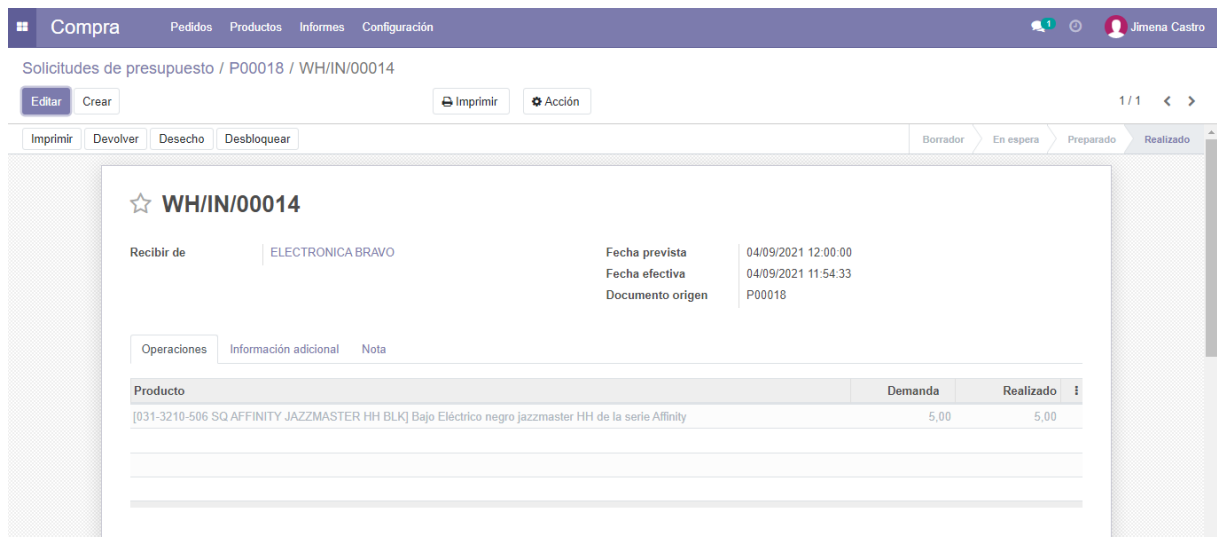 Compra Pedidos Productos Informes Configuración 1 Jimena Castro
Solicitudes de presupuesto / P00018 / WH/IN/00014
Editar Crear Imprimir Acción 1 / 1
Imprimir Devolver Desecho Desbloquear Borrador En espera Preparado Realizado
WH/IN/00014
Recibir de ELECTRONICA BRAVO Fecha prevista 04/09/2021 12:00:00
Fecha efectiva 04/09/2021 11:54:33
Documento origen P00018
Operaciones Información adicional Nota
Producto Demanda Realizado
[031-3210-506 SQ AFFINITY JAZZMASTER HH BLK] Bajo Eléctrico negro jazzmaster HH de la serie Affinity 5,00 5,00